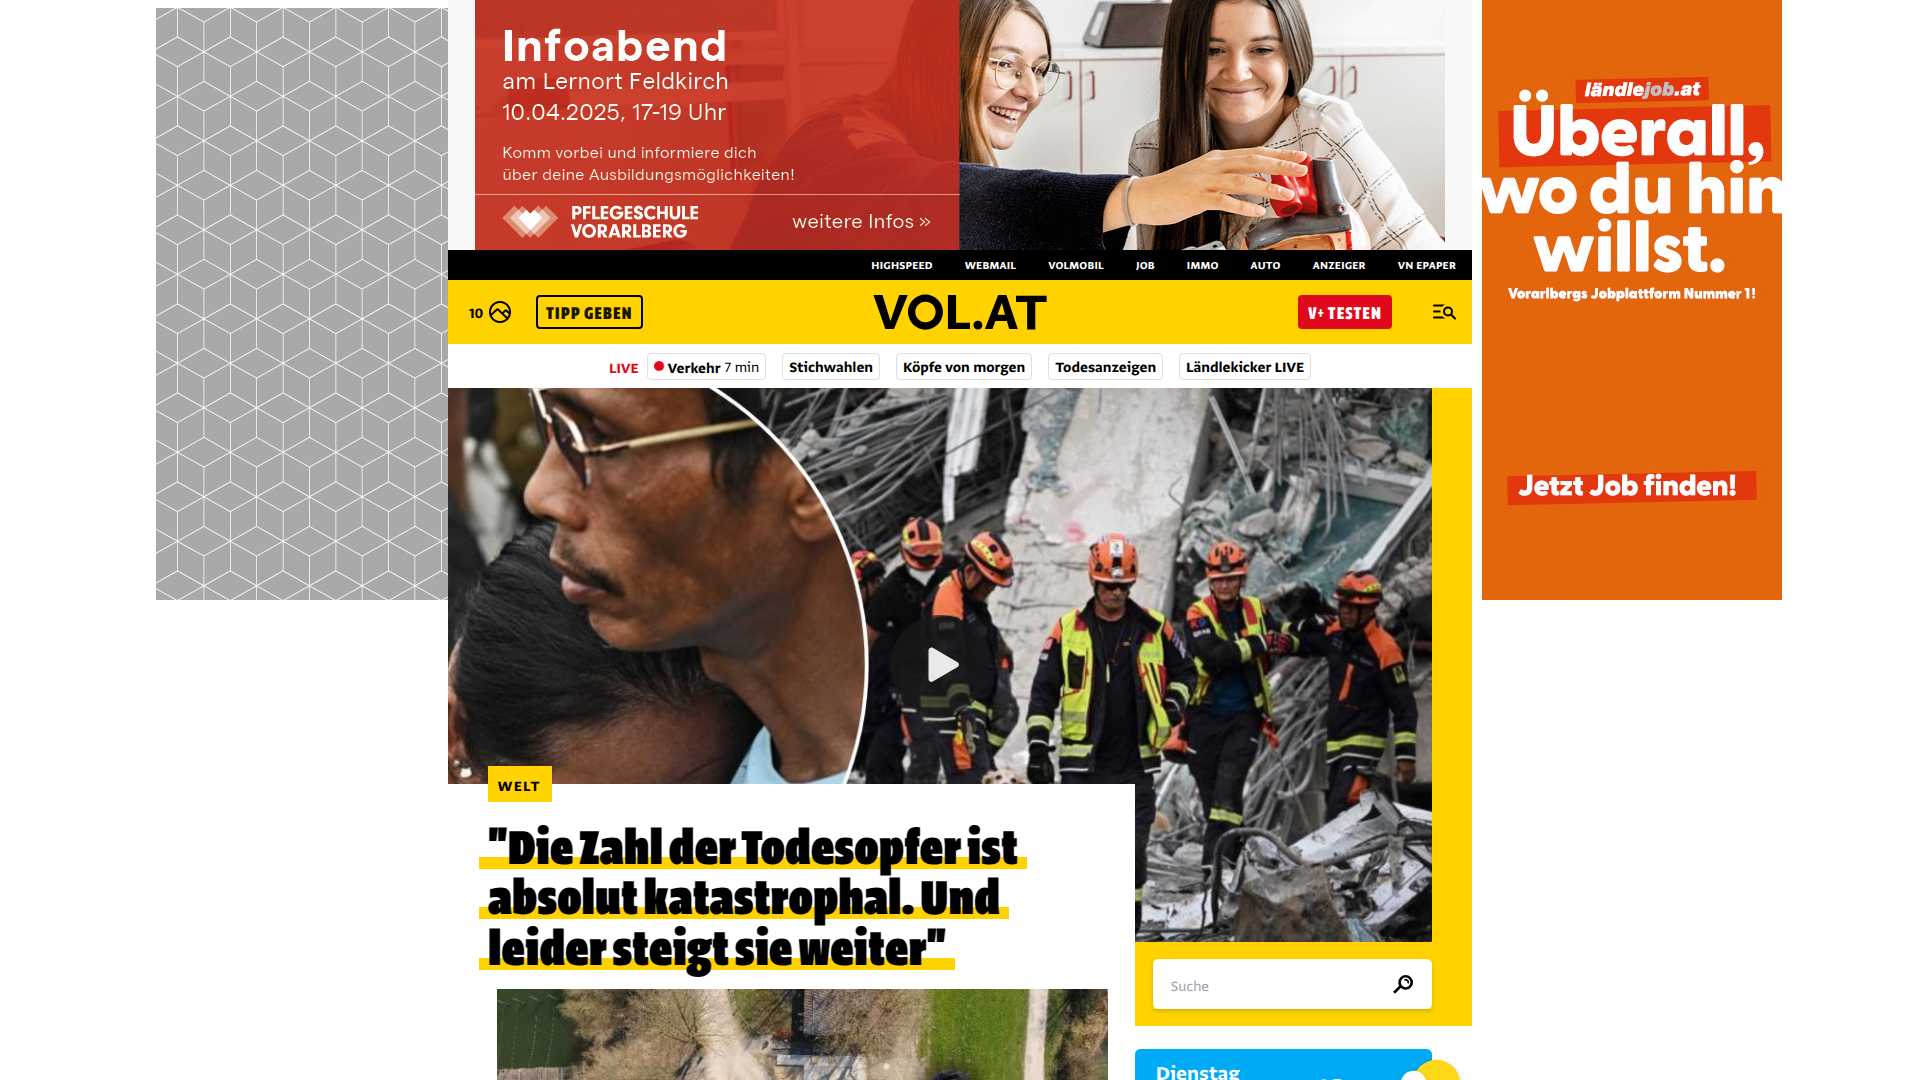 Infoabend
am Lernort Feldkirch
10.04.2025, 17-19 Uhr
Komm vorbei und informiere dich
über deine Ausbildungsmöglichkeiten!
PFLEGESCHULE
VORARLBERG
weitere Infos »
ländlejob.at
Überall,
wo du hin
willst.
Vorarlbergs Jobplattform Nummer 1!
Jetzt Job finden!
HIGHSPEED WEBMAIL VOLMOBIL JOB IMMO AUTO ANZEIGER VN EPAPER
10 TIPP GEBEN VOL.AT V+ TESTEN
LIVE Verkehr 7 min Stichwahlen Köpfe von morgen Todesanzeigen Ländlekicker LIVE
WELT
"Die Zahl der Todesopfer ist
absolut katastrophal. Und
leider steigt sie weiter"
Suche
Dienstag